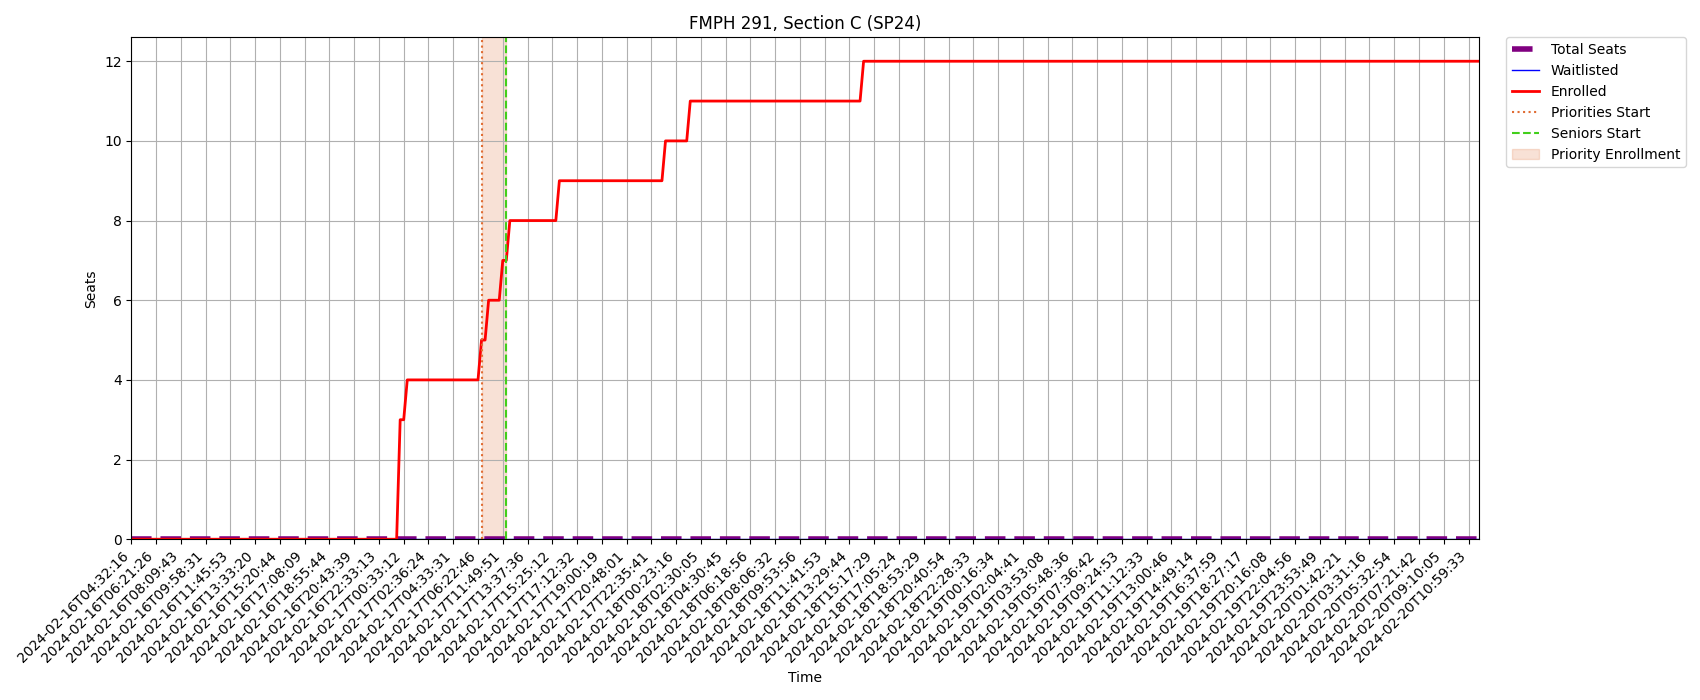 FMPH 291, Section C (SP24)
Total Seats
Waitlisted
Enrolled
Priorities Start
Seniors Start
Priority Enrollment
Seats
12
10
8
6
4
2
0
2024-02-16T04:32:16
2024-02-16T06:21:26
2024-02-16T08:09:43
2024-02-16T09:58:31
2024-02-16T11:45:53
2024-02-16T13:33:20
2024-02-16T15:20:44
2024-02-16T17:08:09
2024-02-16T18:55:44
2024-02-16T20:43:39
2024-02-16T22:33:13
2024-02-17T00:33:12
2024-02-17T02:36:24
2024-02-17T04:33:31
2024-02-17T06:22:46
2024-02-17T11:49:51
2024-02-17T13:37:36
2024-02-17T15:25:12
2024-02-17T17:12:32
2024-02-17T19:00:19
2024-02-17T20:48:01
2024-02-17T22:35:41
2024-02-18T00:23:16
2024-02-18T02:30:05
2024-02-18T04:30:45
2024-02-18T06:18:56
2024-02-18T08:06:32
2024-02-18T09:53:56
2024-02-18T11:41:53
2024-02-18T13:29:44
2024-02-18T15:17:29
2024-02-18T17:05:24
2024-02-18T18:53:29
2024-02-18T20:40:54
2024-02-18T22:28:33
2024-02-19T00:16:34
2024-02-19T02:04:41
2024-02-19T03:53:08
2024-02-19T05:48:36
2024-02-19T07:36:42
2024-02-19T09:24:53
2024-02-19T11:12:33
2024-02-19T13:00:46
2024-02-19T14:49:14
2024-02-19T16:37:59
2024-02-19T18:27:17
2024-02-19T20:16:08
2024-02-19T22:04:56
2024-02-19T23:53:49
2024-02-20T01:42:21
2024-02-20T03:31:16
2024-02-20T05:32:54
2024-02-20T07:21:42
2024-02-20T09:10:05
2024-02-20T10:59:33
Time